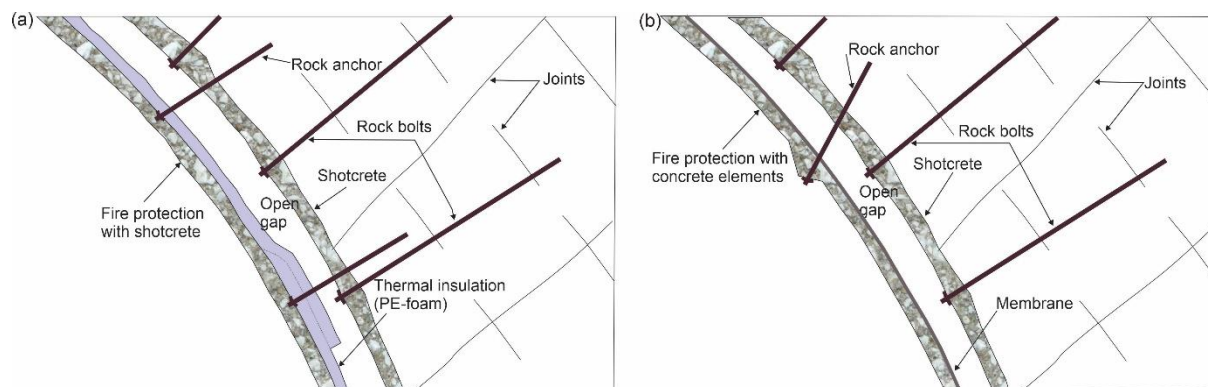 (a)
Rock anchor
Joints
Rock bolts
Shotcrete
Fire protection
with shotcrete
Open
gap
Thermal insulation
(PE-foam)
(b)
Rock
anchor
Joints
Rock bolts
Fire protection with
concrete elements
Shotcrete
Open
gap
Membrane